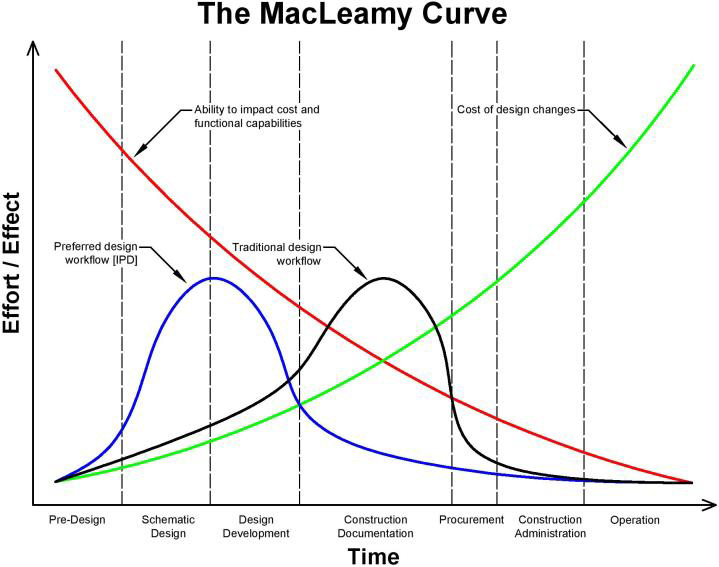 The MacLeamy Curve
Ability to impact cost and
functional capabilities
Cost of design changes
Preferred design
workflow [IPD]
Traditional design
workflow
Effort / Effect
Pre-Design
Schematic
Design
Design
Development
Construction
Documentation
Procurement
Construction
Administration
Operation
Time